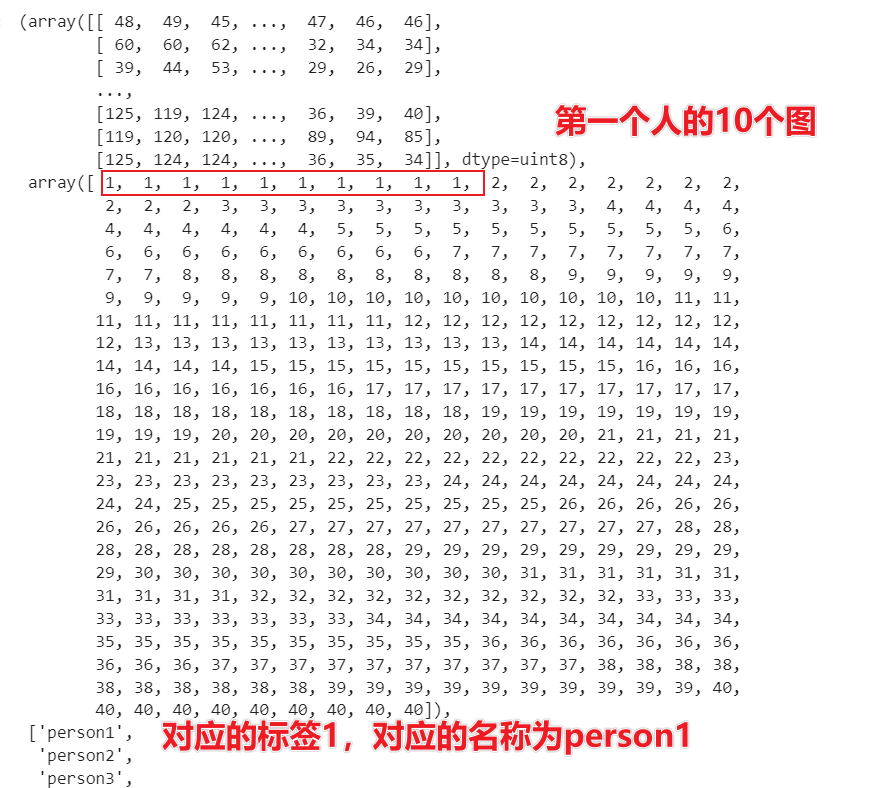 (array([[ 48, 49, 45, ..., 47, 46, 46],
[ 60, 60, 62, ..., 32, 34, 34],
[ 39, 44, 53, ..., 29, 26, 29],
...,
[125, 119, 124, ..., 36, 39, 40],
第一个人的10个图
[119, 120, 120, ..., 89, 94, 85],
[125, 124, 124, ..., 36, 35, 34]], dtype=uint8),
array([ 1, 1, 1, 1, 1, 1, 1, 1, 1, 1, 2, 2, 2, 2, 2, 2, 2,
2, 2, 2, 3, 3, 3, 3, 3, 3, 3, 3, 3, 3, 4, 4, 4, 4,
4, 4, 4, 4, 4, 4, 5, 5, 5, 5, 5, 5, 5, 5, 5, 5, 6,
6, 6, 6, 6, 6, 6, 6, 6, 6, 7, 7, 7, 7, 7, 7, 7, 7,
7, 7, 8, 8, 8, 8, 8, 8, 8, 8, 8, 8, 9, 9, 9, 9, 9,
9, 9, 9, 9, 9, 10, 10, 10, 10, 10, 10, 10, 10, 10, 10, 11, 11,
11, 11, 11, 11, 11, 11, 11, 11, 12, 12, 12, 12, 12, 12, 12, 12, 12,
12, 13, 13, 13, 13, 13, 13, 13, 13, 13, 13, 14, 14, 14, 14, 14, 14,
14, 14, 14, 14, 15, 15, 15, 15, 15, 15, 15, 15, 15, 15, 16, 16, 16,
16, 16, 16, 16, 16, 16, 16, 17, 17, 17, 17, 17, 17, 17, 17, 17, 17,
18, 18, 18, 18, 18, 18, 18, 18, 18, 18, 19, 19, 19, 19, 19, 19, 19,
19, 19, 19, 20, 20, 20, 20, 20, 20, 20, 20, 20, 20, 21, 21, 21, 21,
21, 21, 21, 21, 21, 21, 22, 22, 22, 22, 22, 22, 22, 22, 22, 22, 23,
23, 23, 23, 23, 23, 23, 23, 23, 23, 24, 24, 24, 24, 24, 24, 24, 24,
24, 24, 25, 25, 25, 25, 25, 25, 25, 25, 25, 25, 26, 26, 26, 26, 26,
26, 26, 26, 26, 26, 27, 27, 27, 27, 27, 27, 27, 27, 27, 27, 28, 28,
28, 28, 28, 28, 28, 28, 28, 28, 29, 29, 29, 29, 29, 29, 29, 29, 29,
29, 30, 30, 30, 30, 30, 30, 30, 30, 30, 30, 31, 31, 31, 31, 31, 31,
31, 31, 31, 31, 32, 32, 32, 32, 32, 32, 32, 32, 32, 32, 33, 33, 33,
33, 33, 33, 33, 33, 33, 33, 34, 34, 34, 34, 34, 34, 34, 34, 34, 34,
35, 35, 35, 35, 35, 35, 35, 35, 35, 35, 36, 36, 36, 36, 36, 36, 36,
36, 36, 36, 37, 37, 37, 37, 37, 37, 37, 37, 37, 37, 38, 38, 38, 38,
38, 38, 38, 38, 38, 38, 39, 39, 39, 39, 39, 39, 39, 39, 39, 39, 40,
40, 40, 40, 40, 40, 40, 40, 40, 40]),
['person1',
对应的标签1，对应的名称为person1
'person2',
'person3',